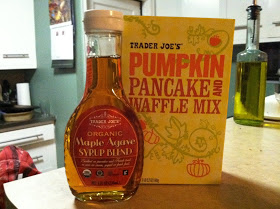 TRADER JOE'S
PUMPKIN
PANCAKE
AND
WAFFLE MIX
TRADER JOE'S
ORGANIC
Maple Agave
SYRUP BLEND